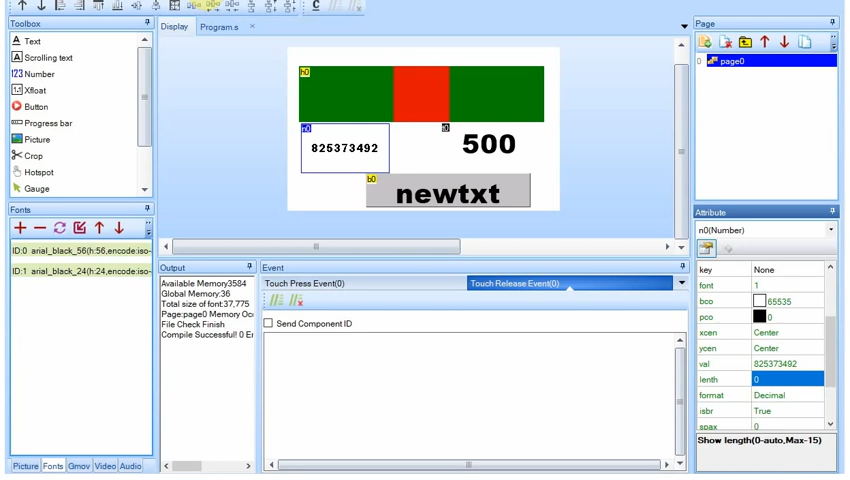 C
Toolbox
Display
Program.s
×
Page
A Text
A Scrolling text
123 Number
Xfloat
Button
Progress bar
Picture
Crop
Hotspot
Gauge
0 page0
h0
n0
825373492
t0
500
b0
newtxt
Fonts
ID:0 arial_black_56(h:56,encode:iso-
ID:1 arial_black_24(h:24,encode:iso-
Picture Fonts Gmov Video Audio
Output
Available Memory3584
Global Memory:36
Total size of font:37,775
Page:page0 Memory Occ
File Check Finish
Compile Successful! 0 Er
Event
Touch Press Event(0)
Touch Release Event(0)
Send Component ID
Attribute
n0(Number)
key None
font 1
bco 65535
pco 0
xcen Center
ycen Center
val 825373492
lenth 0
format Decimal
isbr True
spax 0
Show length(0-auto,Max-15)